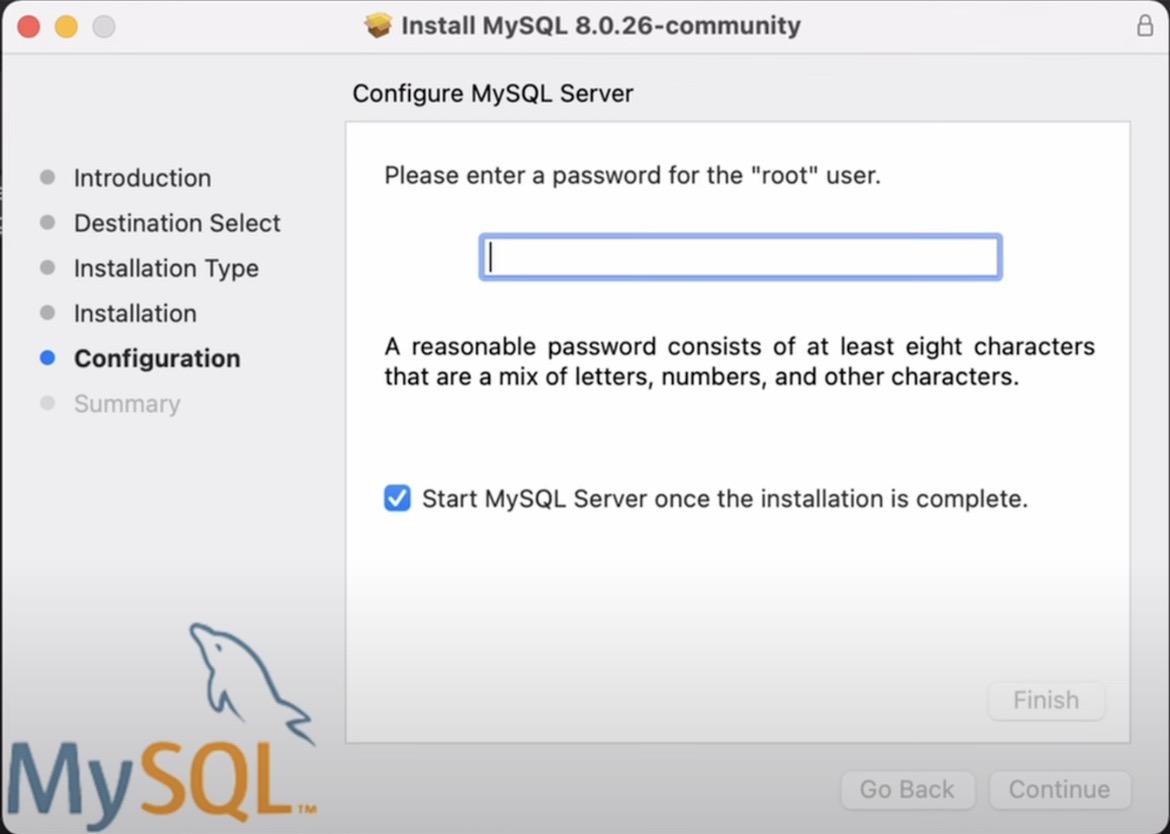 Install MySQL 8.0.26-community
Configure MySQL Server
Introduction
Destination Select
Installation Type
Installation
Configuration
Summary
Please enter a password for the "root" user.
A reasonable password consists of at least eight characters
that are a mix of letters, numbers, and other characters.
Start MySQL Server once the installation is complete.
Finish
MySQL™
Go Back
Continue